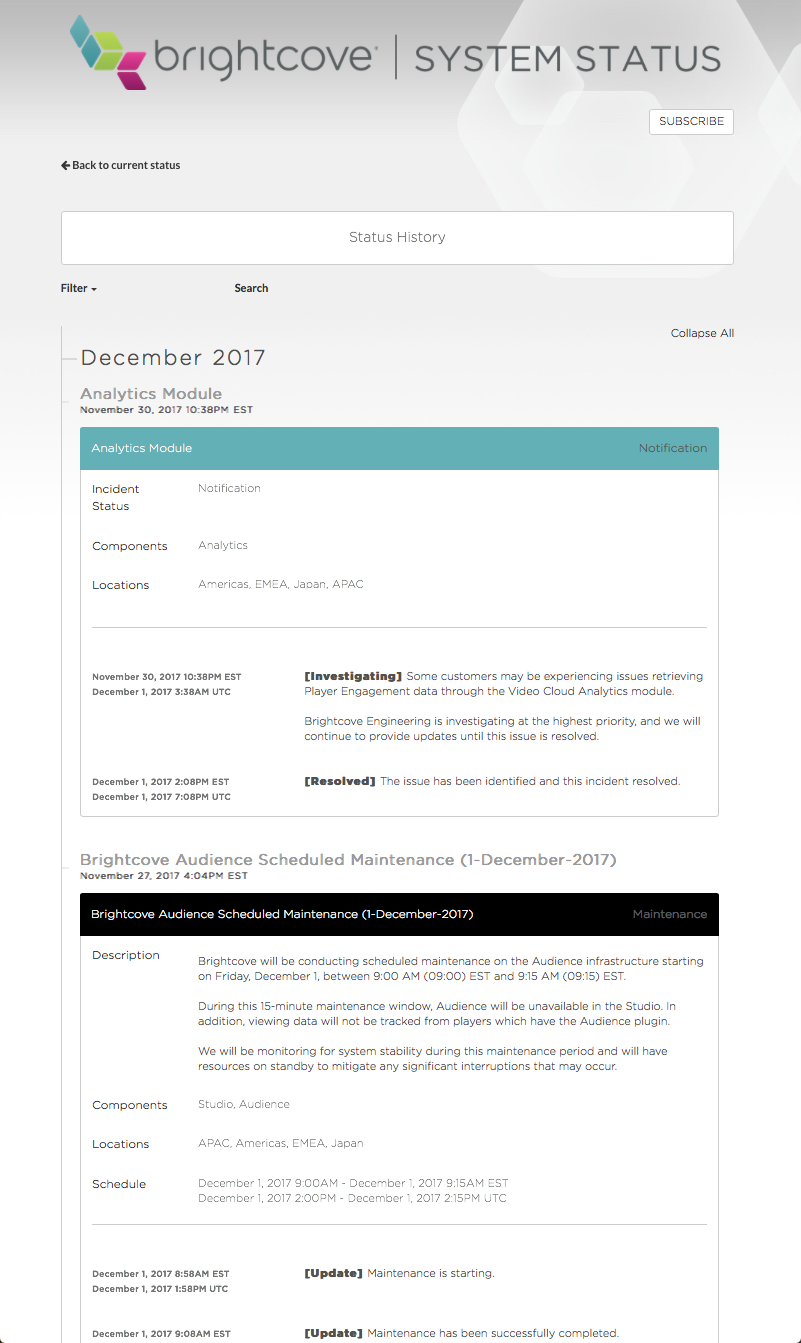 brightcove | SYSTEM STATUS
SUBSCRIBE
Back to current status
Status History
Filter
Search
Collapse All
December 2017
Analytics Module
November 30, 2017 10:38PM EST
Analytics Module Notification
Incident Status Notification
Components Analytics
Locations Americas, EMEA, Japan, APAC
November 30, 2017 10:38PM EST
December 1, 2017 3:38AM UTC
[Investigating] Some customers may be experiencing issues retrieving
Player Engagement data through the Video Cloud Analytics module.
Brightcove Engineering is investigating at the highest priority, and we will
continue to provide updates until this issue is resolved.
December 1, 2017 2:08PM EST
December 1, 2017 7:08PM UTC
[Resolved] The issue has been identified and this incident resolved.
Brightcove Audience Scheduled Maintenance (1-December-2017)
November 27, 2017 4:04PM EST
Brightcove Audience Scheduled Maintenance (1-December-2017) Maintenance
Description
Brightcove will be conducting scheduled maintenance on the Audience infrastructure starting
on Friday, December 1, between 9:00 AM (09:00) EST and 9:15 AM (09:15) EST.
During this 15-minute maintenance window, Audience will be unavailable in the Studio. In
addition, viewing data will not be tracked from players which have the Audience plugin.
We will be monitoring for system stability during this maintenance period and will have
resources on standby to mitigate any significant interruptions that may occur.
Components Studio, Audience
Locations APAC, Americas, EMEA, Japan
Schedule December 1, 2017 9:00AM - December 1, 2017 9:15AM EST
December 1, 2017 2:00PM - December 1, 2017 2:15PM UTC
December 1, 2017 8:58AM EST
December 1, 2017 1:58PM UTC
[Update] Maintenance is starting.
December 1, 2017 9:08AM EST
[Update] Maintenance has been successfully completed.